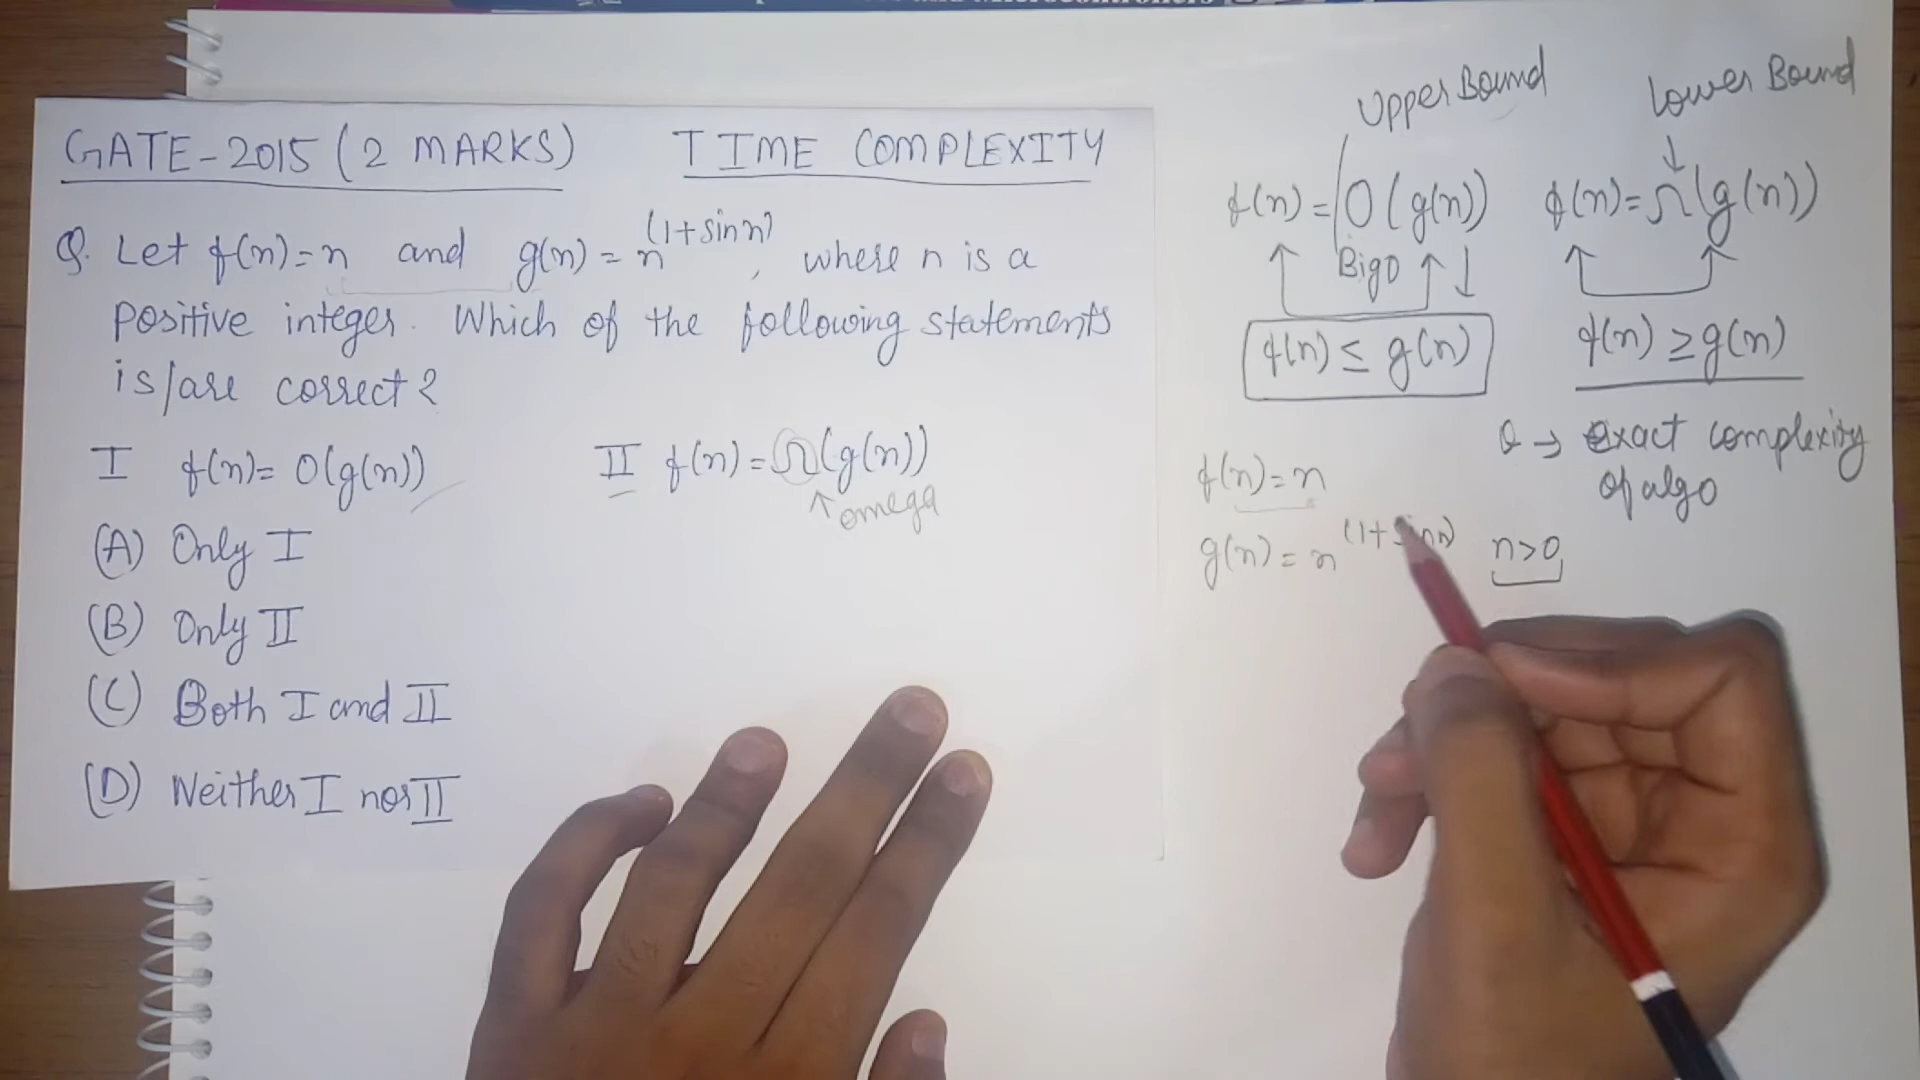 GATE-2015 (2 MARKS) TIME COMPLEXITY
Q. Let f(n)=n and g(n) = n^(1+sin n), where n is a
positive integer. Which of the following statements
is/are correct?
I f(n)= O(g(n)) II f(n)=Ω(g(n))
↑omega
(A) Only I
(B) Only II
(C) Both I and II
(D) Neither I nor II
Upper Bound
f(n) = O(g(n))
Big O
f(n) ≤ g(n)
Lower Bound
↓
f(n)=Ω(g(n))
f(n) ≥ g(n)
θ → exact complexity
of algo
f(n)=n
g(n)= n^(1+sin n) n>0